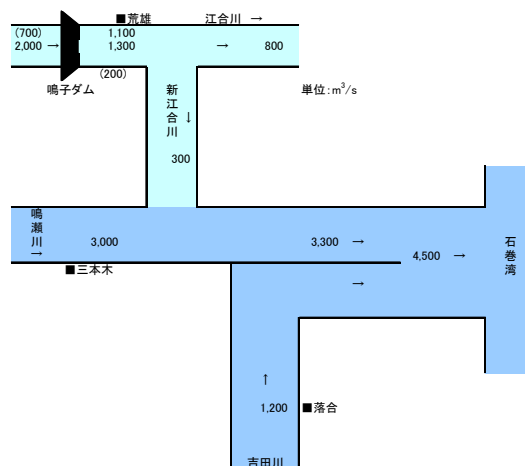 ■荒雄
江合川 →
(700)
1,100
2,000 →
1,300
→
800
(200)
鳴子ダム
新江合川
↓
単位:m³/s
300
鳴瀬川
→
3,000
3,300 →
4,500 →
石巻湾
■三本木
→
↑
1,200
■落合
吉田川